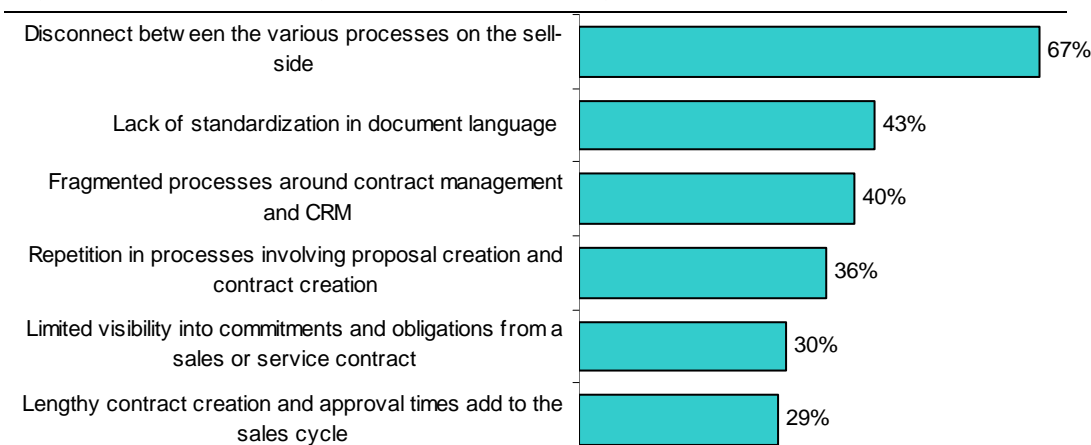 Disconnect between the various processes on the sell-
side
67%
Lack of standardization in document language
43%
Fragmented processes around contract management
and CRM
40%
Repetition in processes involving proposal creation and
contract creation
36%
Limited visibility into commitments and obligations from a
sales or service contract
30%
Lengthy contract creation and approval times add to the
sales cycle
29%